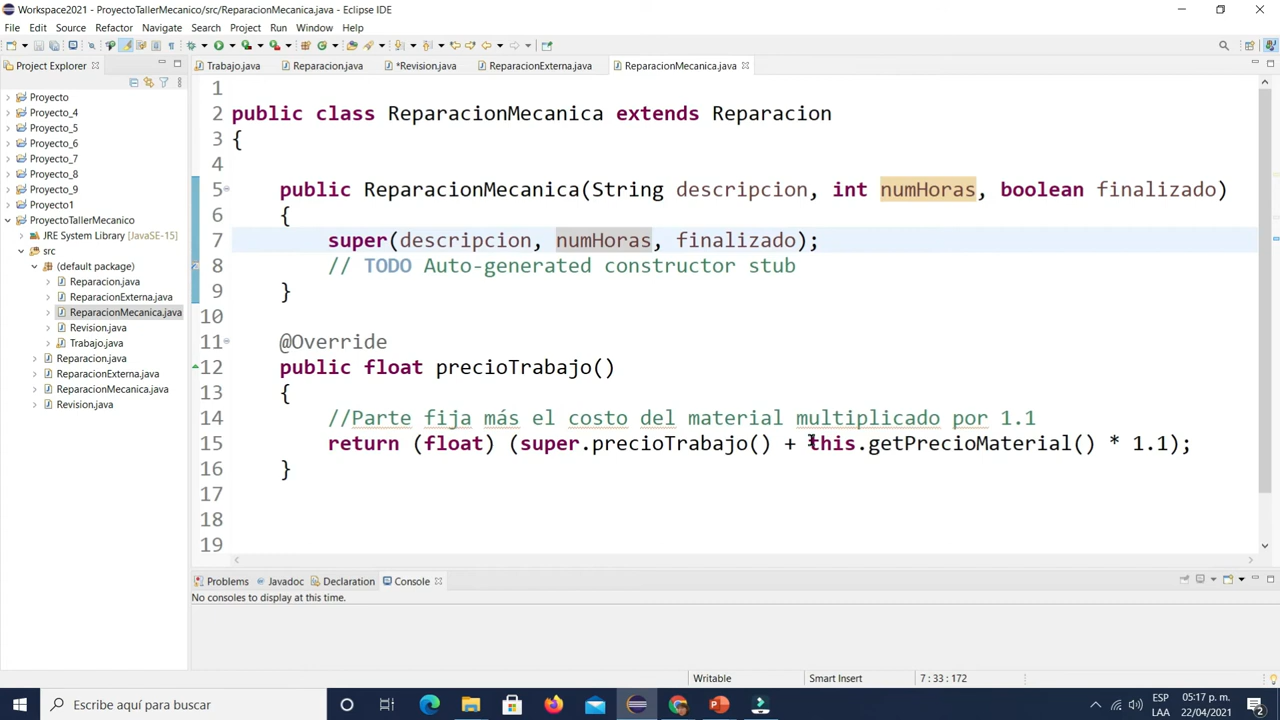 Workspace2021 - ProyectoTallerMecanico/src/ReparacionMecanica.java - Eclipse IDE
File Edit Source Refactor Navigate Search Project Run Window Help
Project Explorer
Trabajo.java Reparacion.java *Revision.java ReparacionExterna.java ReparacionMecanica.java
Proyecto
Proyecto_4
Proyecto_5
Proyecto_6
Proyecto_7
Proyecto_8
Proyecto_9
Proyecto1
ProyectoTallerMecanico
JRE System Library [JavaSE-15]
src
(default package)
Reparacion.java
ReparacionExterna.java
ReparacionMecanica.java
Revision.java
Trabajo.java
Reparacion.java
ReparacionExterna.java
ReparacionMecanica.java
Revision.java
1
2 public class ReparacionMecanica extends Reparacion
3 {
4
5 public ReparacionMecanica(String descripcion, int numHoras, boolean finalizado)
6 {
7 super(descripcion, numHoras, finalizado);
8 // TODO Auto-generated constructor stub
9 }
10
11 @Override
12 public float precioTrabajo()
13 {
14 //Parte fija más el costo del material multiplicado por 1.1
15 return (float) (super.precioTrabajo() + this.getPrecioMaterial() * 1.1);
16 }
17
18
19
Problems Javadoc Declaration Console
No consoles to display at this time.
Writable Smart Insert 7 : 33 : 172
Escribe aquí para buscar
ESP 05:17 p. m.
LAA 22/04/2021
2